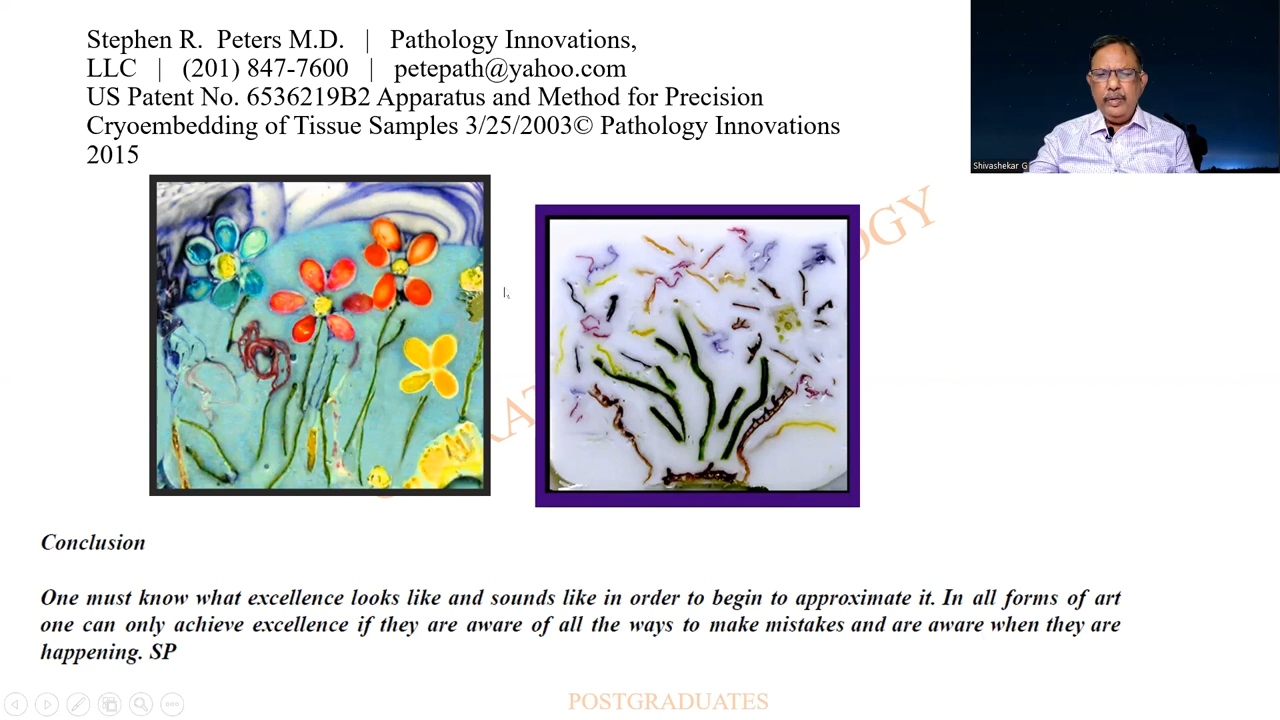 Stephen R. Peters M.D. | Pathology Innovations,
LLC | (201) 847-7600 | petepath@yahoo.com
US Patent No. 6536219B2 Apparatus and Method for Precision
Cryoembedding of Tissue Samples 3/25/2003© Pathology Innovations
2015
Shivashekar G
Conclusion
One must know what excellence looks like and sounds like in order to begin to approximate it. In all forms of art
one can only achieve excellence if they are aware of all the ways to make mistakes and are aware when they are
happening. SP
POSTGRADUATES